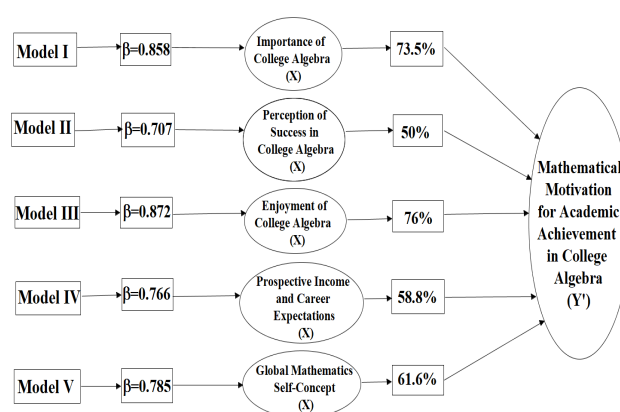 Model I
β=0.858
Importance of
College Algebra
(X)
73.5%
Model II
β=0.707
Perception of
Success in
College Algebra
(X)
50%
Model III
β=0.872
Enjoyment of
College Algebra
(X)
76%
Model IV
β=0.766
Prospective Income
and Career
Expectations
(X)
58.8%
Model V
β=0.785
Global Mathematics
Self-Concept
(X)
61.6%
Mathematical
Motivation
for Academic
Achievement
in College
Algebra
(Y')